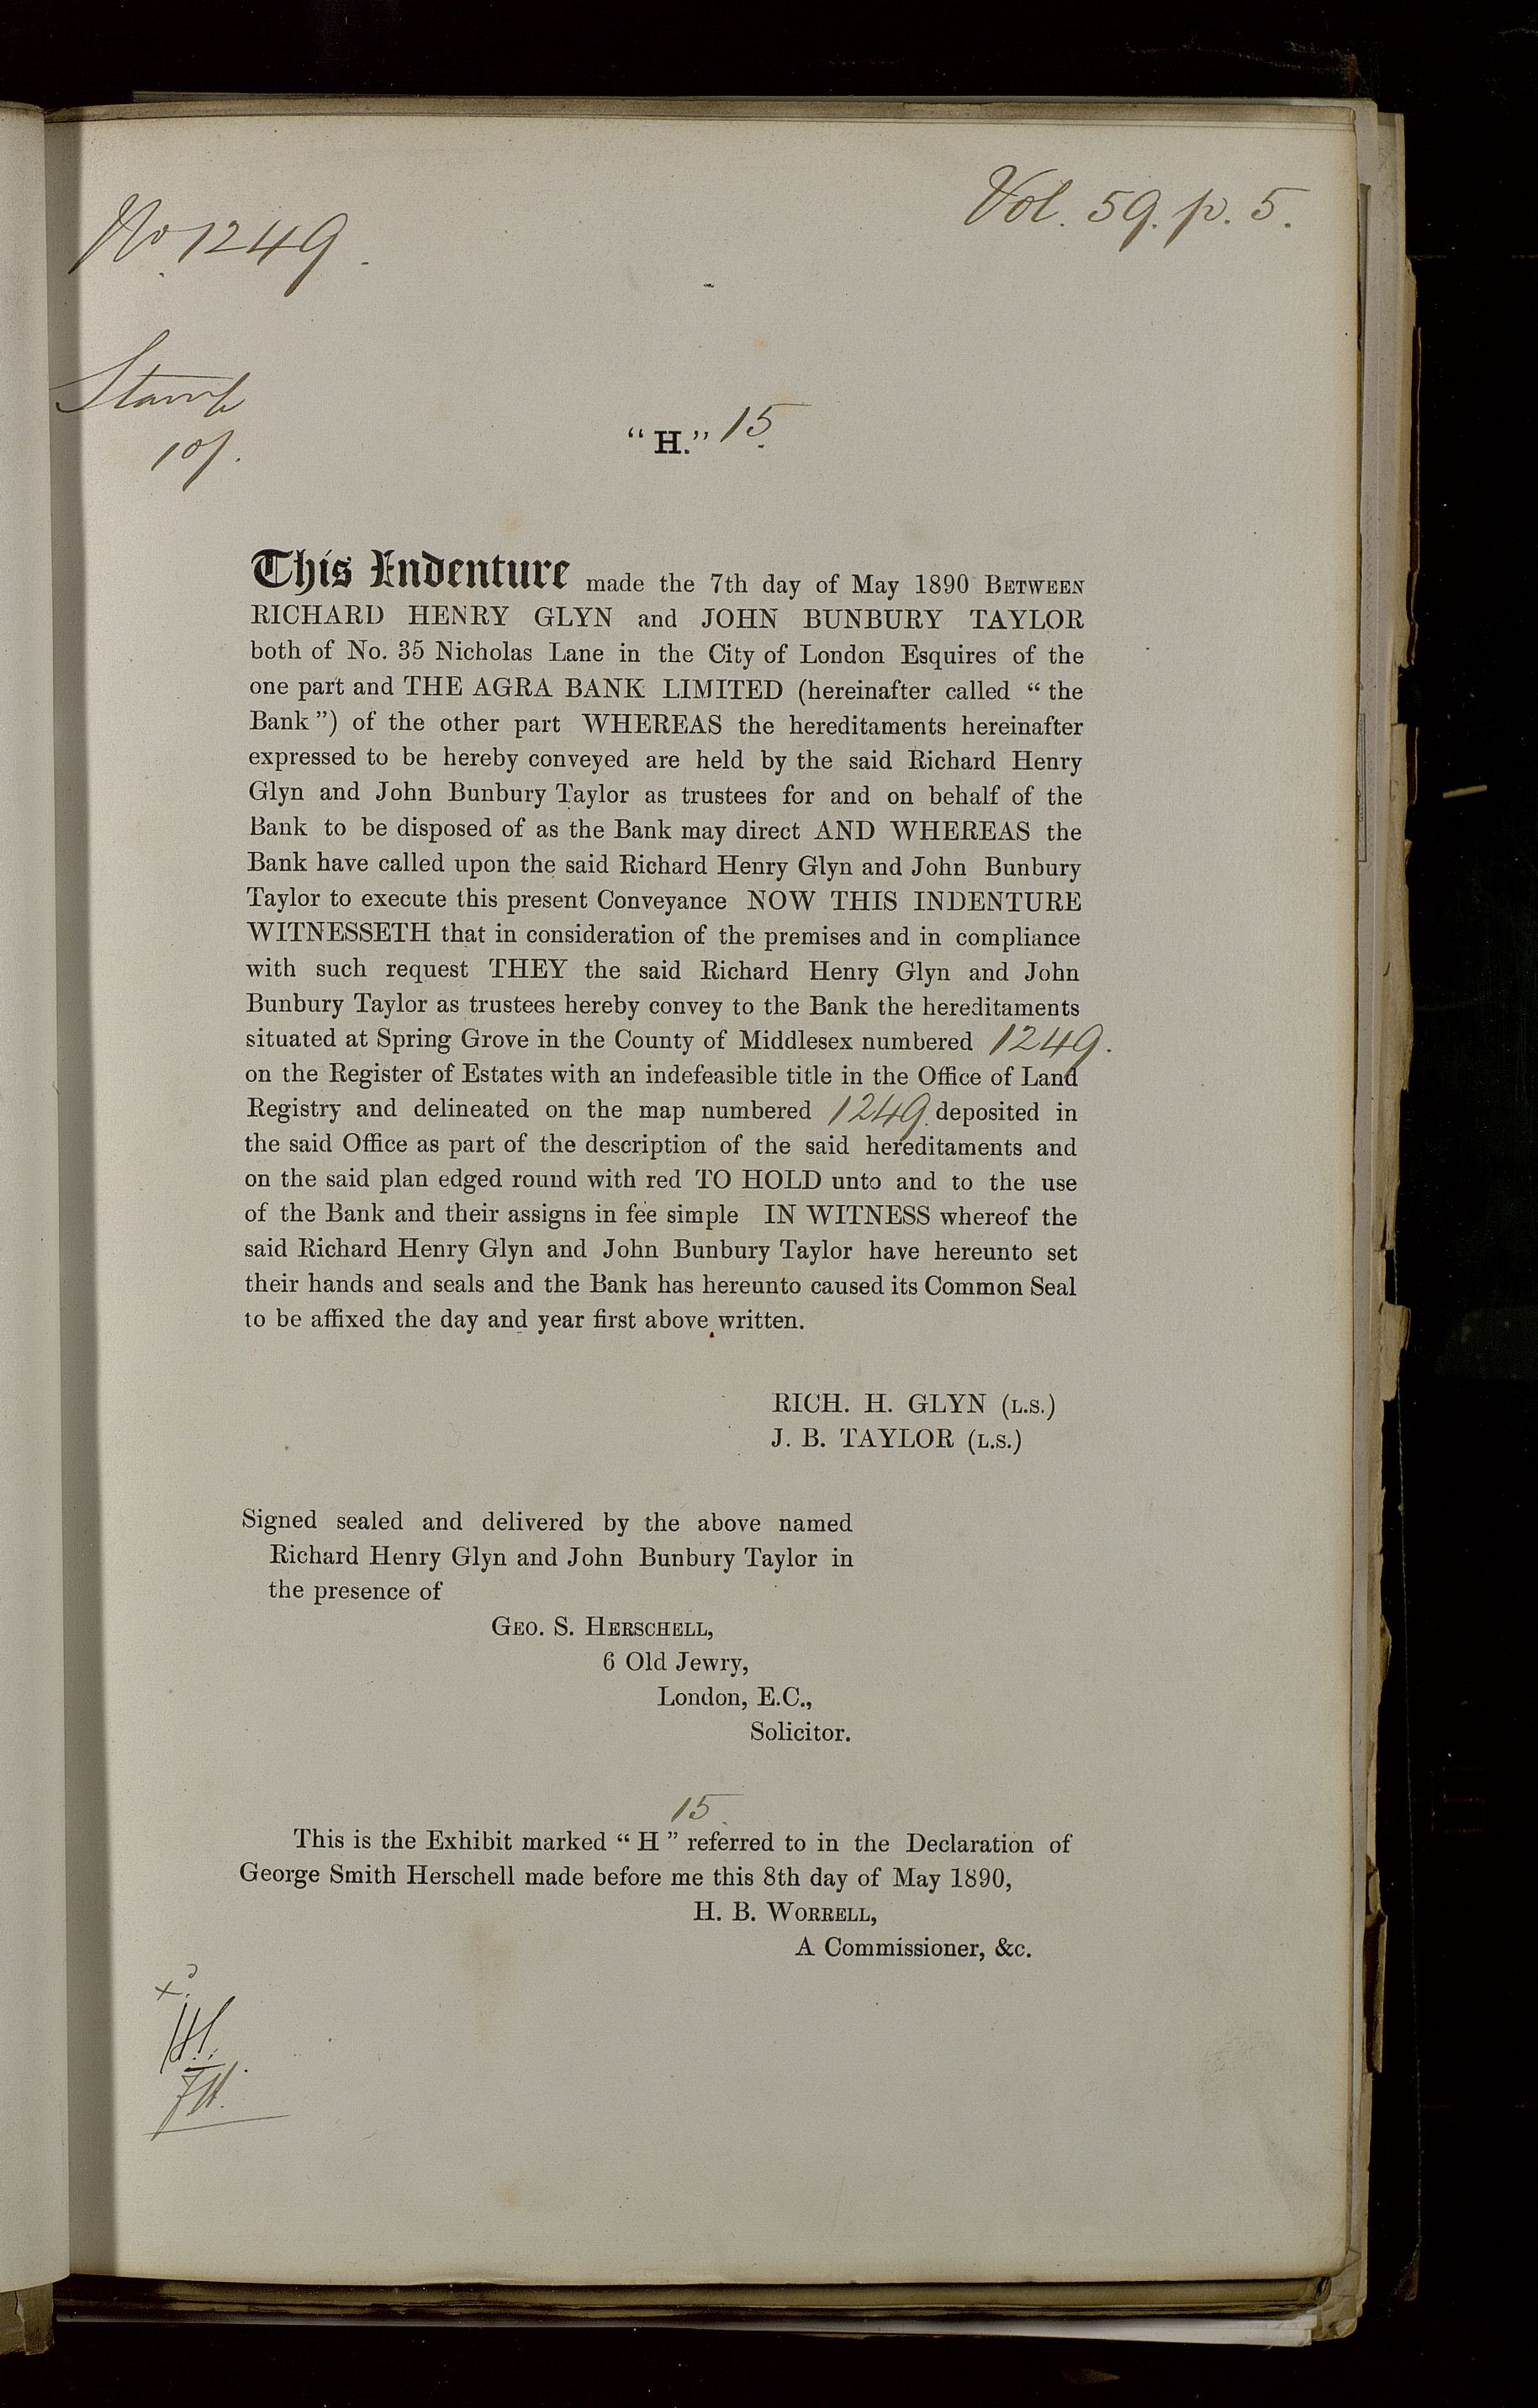 No 1249.
Vol. 59. p. 5.
Stamp
10/.
“H.” 15
This Indenture made the 7th day of May 1890 BETWEEN
RICHARD HENRY GLYN and JOHN BUNBURY TAYLOR
both of No. 35 Nicholas Lane in the City of London Esquires of the
one part and THE AGRA BANK LIMITED (hereinafter called “the
Bank”) of the other part WHEREAS the hereditaments hereinafter
expressed to be hereby conveyed are held by the said Richard Henry
Glyn and John Bunbury Taylor as trustees for and on behalf of the
Bank to be disposed of as the Bank may direct AND WHEREAS the
Bank have called upon the said Richard Henry Glyn and John Bunbury
Taylor to execute this present Conveyance NOW THIS INDENTURE
WITNESSETH that in consideration of the premises and in compliance
with such request THEY the said Richard Henry Glyn and John
Bunbury Taylor as trustees hereby convey to the Bank the hereditaments
situated at Spring Grove in the County of Middlesex numbered 1249.
on the Register of Estates with an indefeasible title in the Office of Land
Registry and delineated on the map numbered 1249. deposited in
the said Office as part of the description of the said hereditaments and
on the said plan edged round with red TO HOLD unto and to the use
of the Bank and their assigns in fee simple IN WITNESS whereof the
said Richard Henry Glyn and John Bunbury Taylor have hereunto set
their hands and seals and the Bank has hereunto caused its Common Seal
to be affixed the day and year first above written.
RICH. H. GLYN (L.S.)
J. B. TAYLOR (L.S.)
Signed sealed and delivered by the above named
Richard Henry Glyn and John Bunbury Taylor in
the presence of
GEO. S. HERSCHELL,
6 Old Jewry,
London, E.C.,
Solicitor.
15
This is the Exhibit marked “H” referred to in the Declaration of
George Smith Herschell made before me this 8th day of May 1890,
H. B. WORRELL,
A Commissioner, &c.